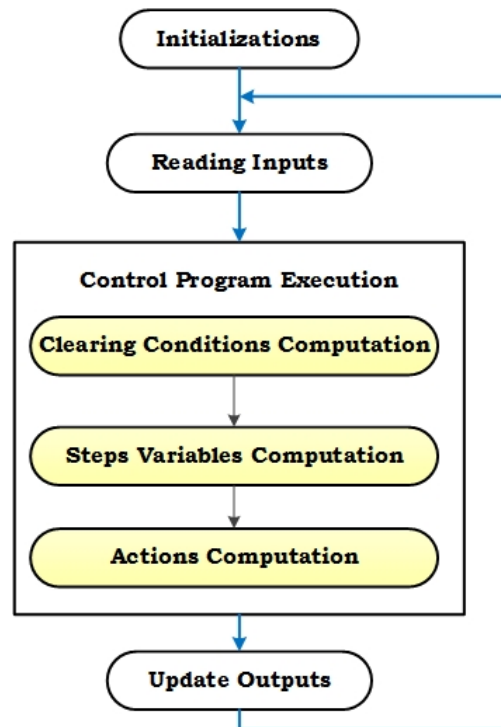 Initializations
Reading Inputs
Control Program Execution
Clearing Conditions Computation
Steps Variables Computation
Actions Computation
Update Outputs